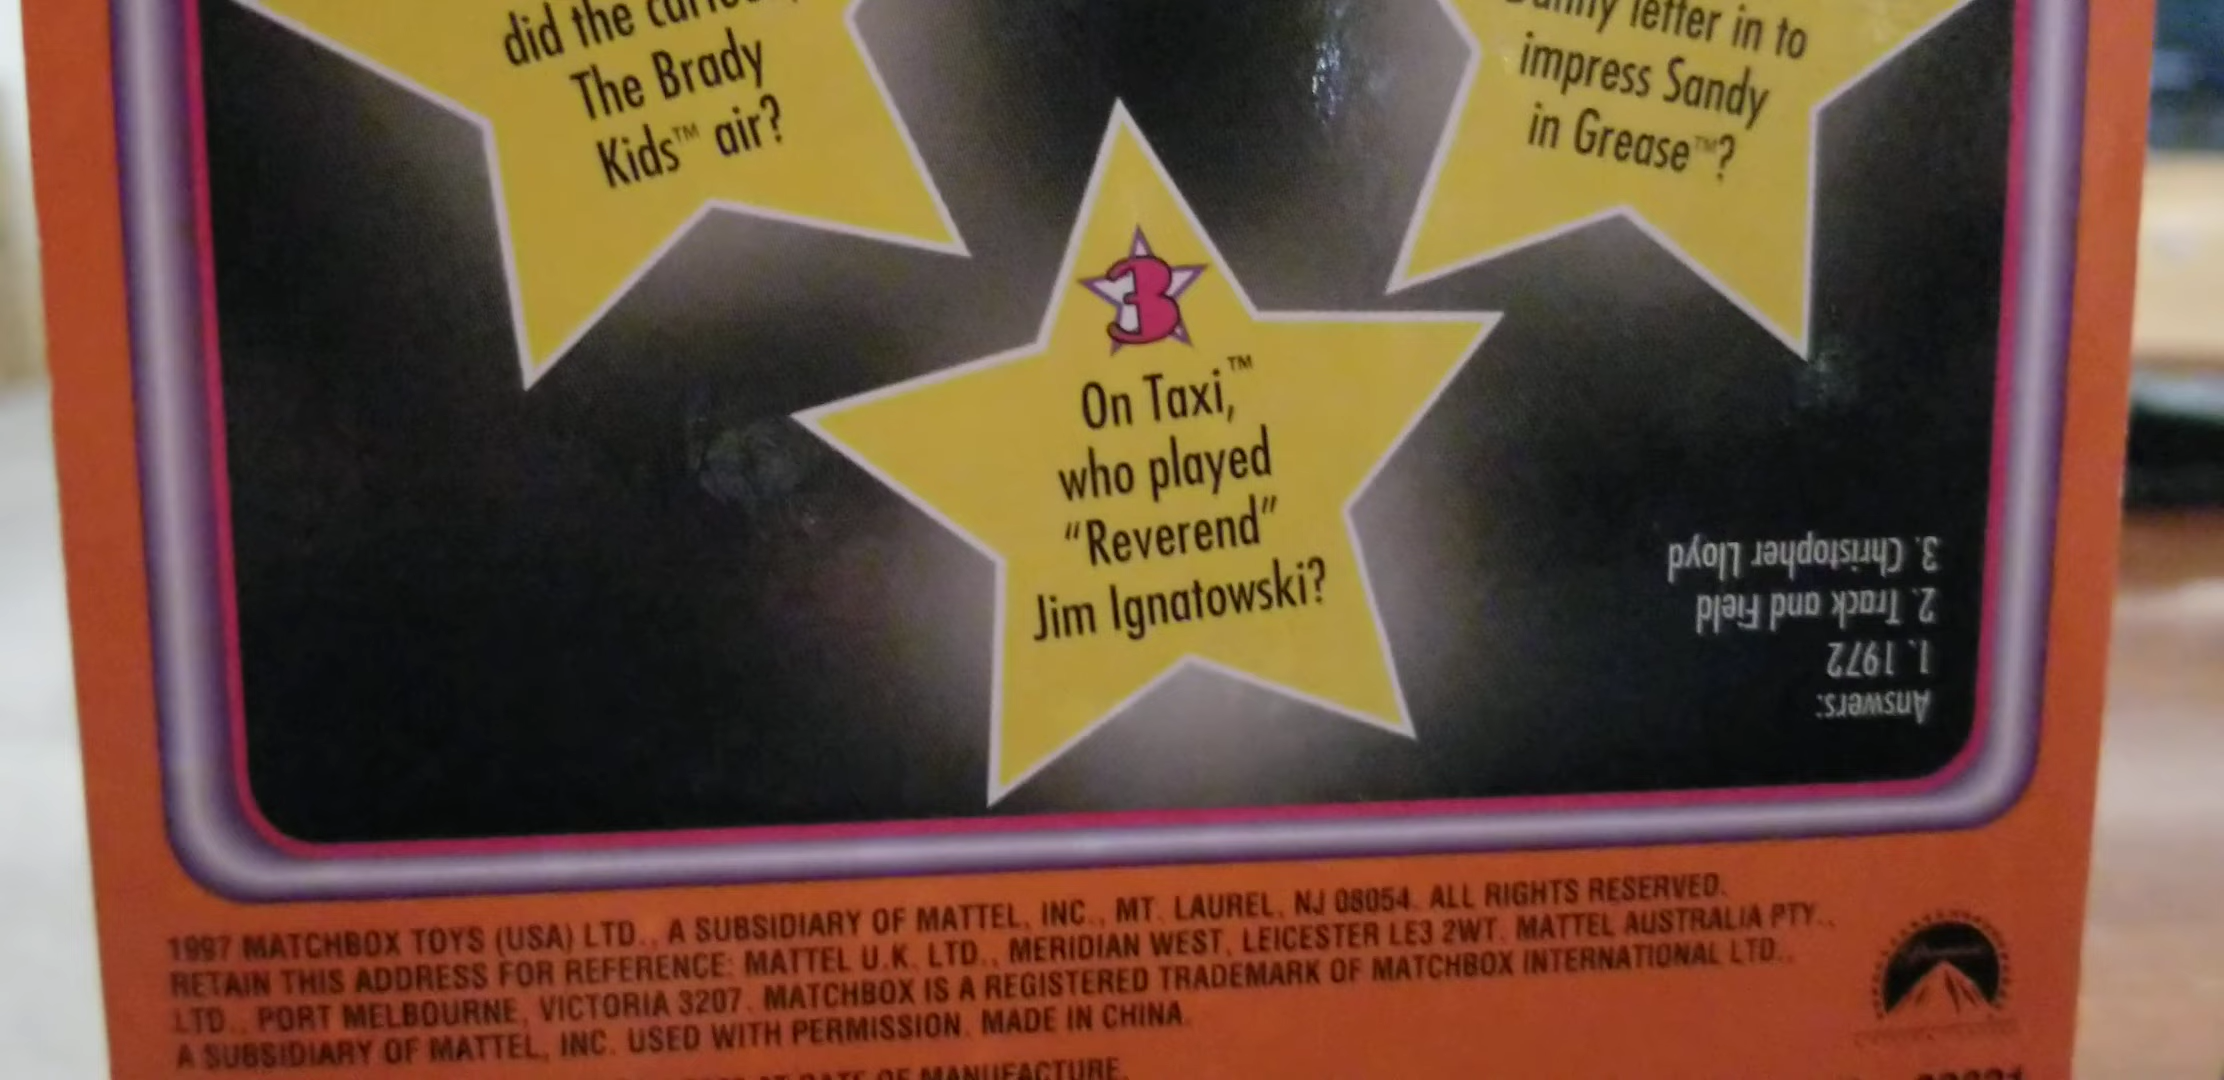 did the
The Brady
Kids™ air?
letter in to
impress Sandy
in Grease™?
3
On Taxi,™
who played
"Reverend"
Jim Ignatowski?
Answers:
1. 1972
2. Track and Field
3. Christopher Lloyd
1997 MATCHBOX TOYS (USA) LTD., A SUBSIDIARY OF MATTEL, INC., MT. LAUREL, NJ 08054. ALL RIGHTS RESERVED.
RETAIN THIS ADDRESS FOR REFERENCE: MATTEL U.K. LTD., MERIDIAN WEST, LEICESTER LE3 2WT. MATTEL AUSTRALIA PTY.,
LTD., PORT MELBOURNE, VICTORIA 3207. MATCHBOX IS A REGISTERED TRADEMARK OF MATCHBOX INTERNATIONAL LTD.,
A SUBSIDIARY OF MATTEL, INC. USED WITH PERMISSION. MADE IN CHINA.
AT DATE OF MANUFACTURE.